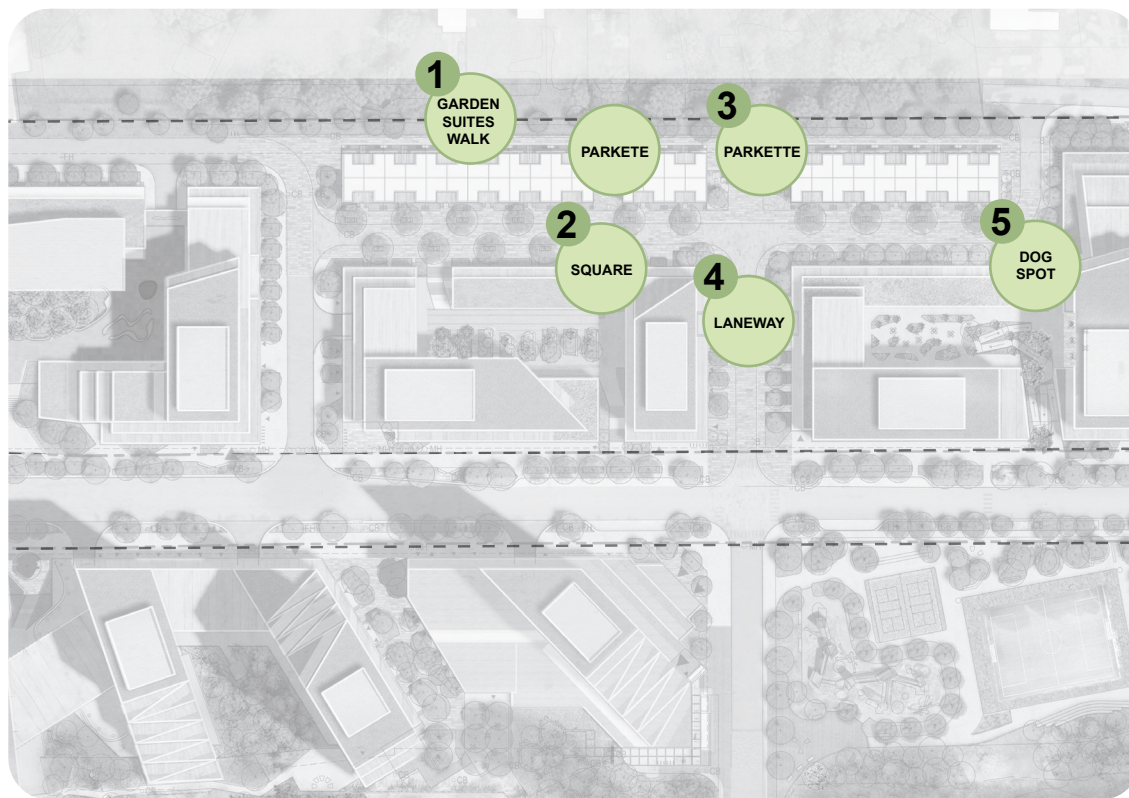 1
GARDEN
SUITES
WALK
PARKETE
3
PARKETTE
2
SQUARE
4
LANEWAY
5
DOG
SPOT